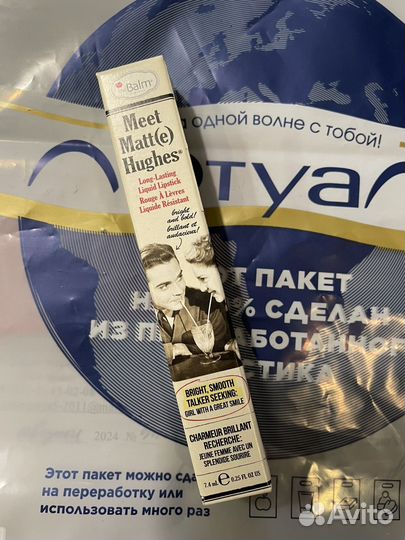 theBalm®
Meet
Matt(e)
Hughes®
Long-Lasting
Liquid Lipstick
Rouge À Lèvres
Liquide Résistant
bright
and bold!
brillant et
audacieux!
BRIGHT, SMOOTH
TALKER SEEKING:
GIRL WITH A GREAT SMILE
CHARMEUR BRILLANT
RECHERCHE:
JEUNE FEMME AVEC UN
SPLENDIDE SOURIRE
7.4 mL ℮ 0.25 FL OZ US
одной волне с тобой!
ПАКЕТ
% СДЕЛАН
ИЗ
2024 №
Этот пакет можно сда
на переработку или
использовать много раз
Avito